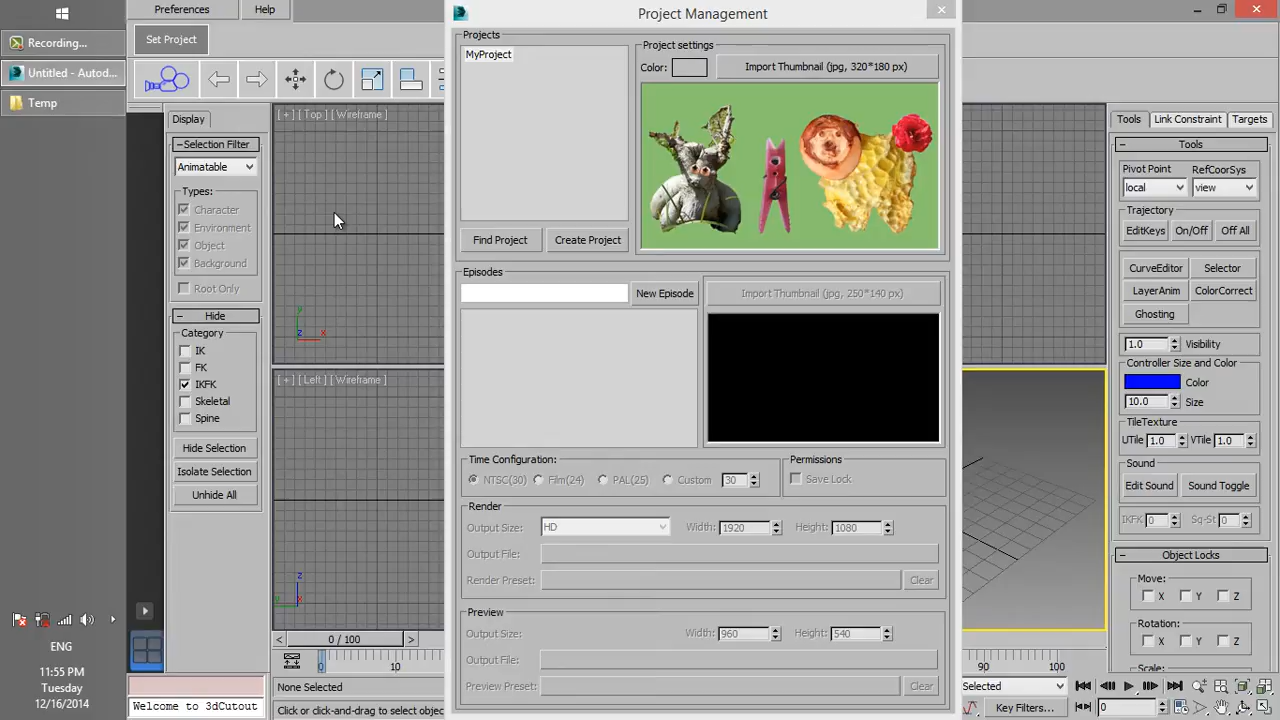 Preferences
Help
Set Project
Recording...
Untitled - Autod...
Temp
Project Management
Projects
MyProject
Find Project
Create Project
Project settings
Color:
Import Thumbnail (jpg, 320*180 px)
Episodes
New Episode
Import Thumbnail (jpg, 250*140 px)
Time Configuration:
NTSC(30)
Film(24)
PAL(25)
Custom
30
Permissions
Save Lock
Render
Output Size:
HD
Width:
1920
Height:
1080
Output File:
Render Preset:
Clear
Preview
Output Size:
Width:
960
Height:
540
Output File:
Preview Preset:
Clear
Display
Selection Filter
Animatable
Types:
Character
Environment
Object
Background
Root Only
Hide
Category
IK
FK
IKFK
Skeletal
Spine
Hide Selection
Isolate Selection
Unhide All
[ + ] [ Top ] [ Wireframe ]
y
z
x
[ + ] [ Left ] [ Wireframe ]
z
y
x
< 0 / 100 >
0
10
90
100
None Selected
Click or click-and-drag to select objec
Welcome to 3dCutout
Tools
Link Constraint
Targets
Tools
Pivot Point
RefCoorSys
local
view
Trajectory
EditKeys
On/Off
Off All
CurveEditor
Selector
LayerAnim
ColorCorrect
Ghosting
1.0
Visibility
Controller Size and Color
Color
10.0
Size
TileTexture
UTile 1.0
VTile 1.0
Sound
Edit Sound
Sound Toggle
IKFK 0
Sq-St 0
Object Locks
Move:
X
Y
Z
Rotation:
X
Y
Z
Scale:
Selected
Key Filters...
0
ENG
11:55 PM
Tuesday
12/16/2014